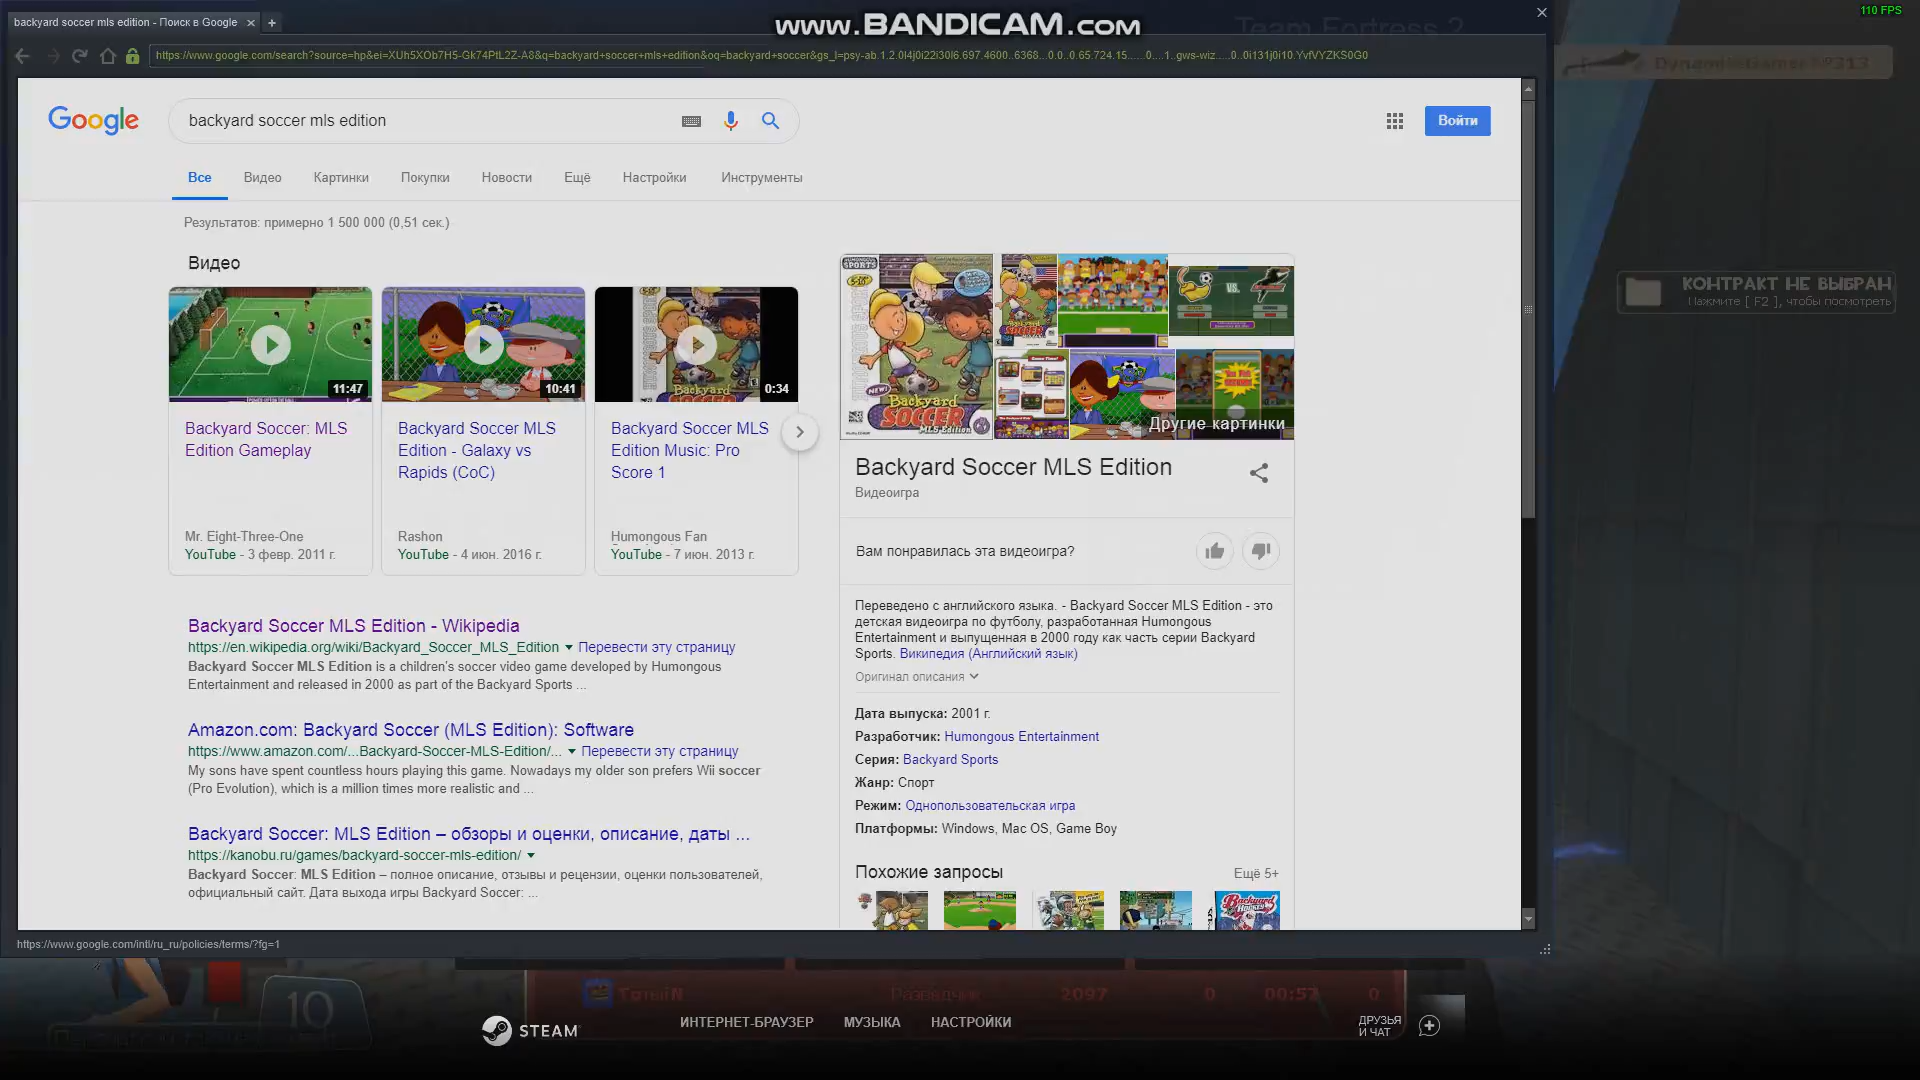 backyard soccer mls edition - Поиск в Google
www.BANDICAM.com
Team Fortress 2
110 FPS
https://www.google.com/search?source=hp&ei=XUh5XOb7H5-Gk74PtL2Z-A8&q=backyard+soccer+mls+edition&oq=backyard+soccer&gs_l=psy-ab.1.2.0l4j0i22i30l6.697.4600..6368...0.0..0.65.724.15......0....1..gws-wiz.....0..0i131j0i10.YvfVYZKS0G0
Google
backyard soccer mls edition
Войти
Все Видео Картинки Покупки Новости Ещё Настройки Инструменты
Результатов: примерно 1 500 000 (0,51 сек.)
КОНТРАКТ НЕ ВЫБРАН
Нажмите [ F2 ], чтобы посмотреть
Видео
11:47
10:41
0:34
Backyard Soccer: MLS
Edition Gameplay
Mr. Eight-Three-One
YouTube - 3 февр. 2011 г.
Backyard Soccer MLS
Edition - Galaxy vs
Rapids (CoC)
Rashon
YouTube - 4 июн. 2016 г.
Backyard Soccer MLS
Edition Music: Pro
Score 1
Humongous Fan
YouTube - 7 июн. 2013 г.
Backyard Soccer MLS Edition - Wikipedia
https://en.wikipedia.org/wiki/Backyard_Soccer_MLS_Edition Перевести эту страницу
Backyard Soccer MLS Edition is a children's soccer video game developed by Humongous
Entertainment and released in 2000 as part of the Backyard Sports ...
Amazon.com: Backyard Soccer (MLS Edition): Software
https://www.amazon.com/...Backyard-Soccer-MLS-Edition/... Перевести эту страницу
My sons have spent countless hours playing this game. Nowadays my older son prefers Wii soccer
(Pro Evolution), which is a million times more realistic and ...
Backyard Soccer: MLS Edition – обзоры и оценки, описание, даты ...
https://kanobu.ru/games/backyard-soccer-mls-edition/
Backyard Soccer: MLS Edition – полное описание, отзывы и рецензии, оценки пользователей,
официальный сайт. Дата выхода игры Backyard Soccer: ...
Backyard
SOCCER
MLS Edition
VS.
Другие картинки
Backyard Soccer MLS Edition
Видеоигра
Вам понравилась эта видеоигра?
Переведено с английского языка. - Backyard Soccer MLS Edition - это
детская видеоигра по футболу, разработанная Humongous
Entertainment и выпущенная в 2000 году как часть серии Backyard
Sports. Википедия (Английский язык)
Оригинал описания
Дата выпуска: 2001 г.
Разработчик: Humongous Entertainment
Серия: Backyard Sports
Жанр: Спорт
Режим: Однопользовательская игра
Платформы: Windows, Mac OS, Game Boy
Похожие запросы
Ещё 5+
https://www.google.com/intl/ru_ru/policies/terms/?fg=1
10
Разведчик 2097 0 00:57 0
STEAM
ИНТЕРНЕТ-БРАУЗЕР МУЗЫКА НАСТРОЙКИ
ДРУЗЬЯ
И ЧАТ